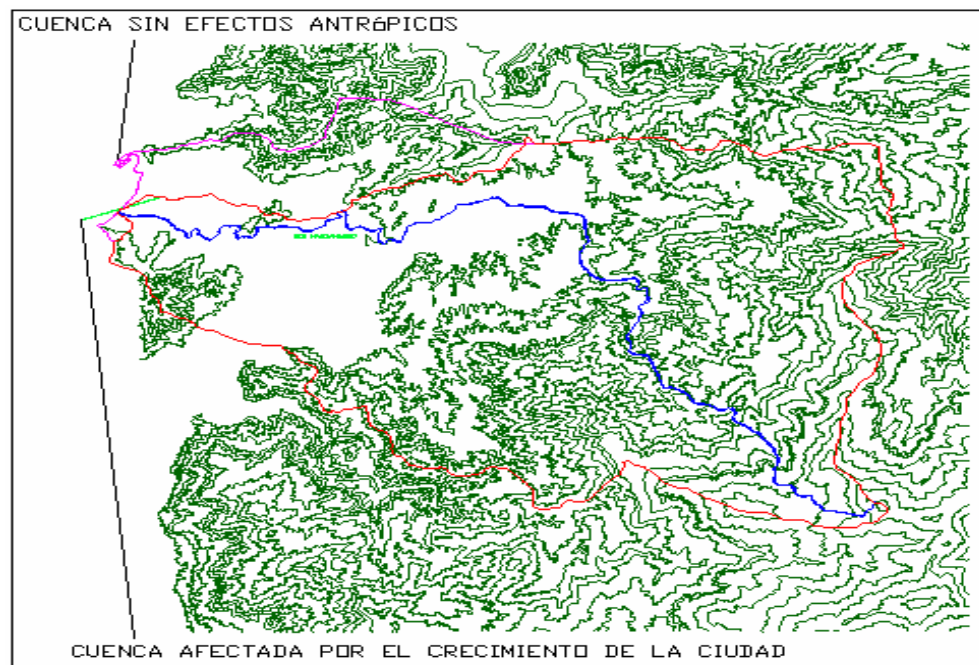 CUENCA SIN EFECTOS ANTRóPICOS
CUENCA AFECTADA POR EL CRECIMIENTO DE LA CIUDAD